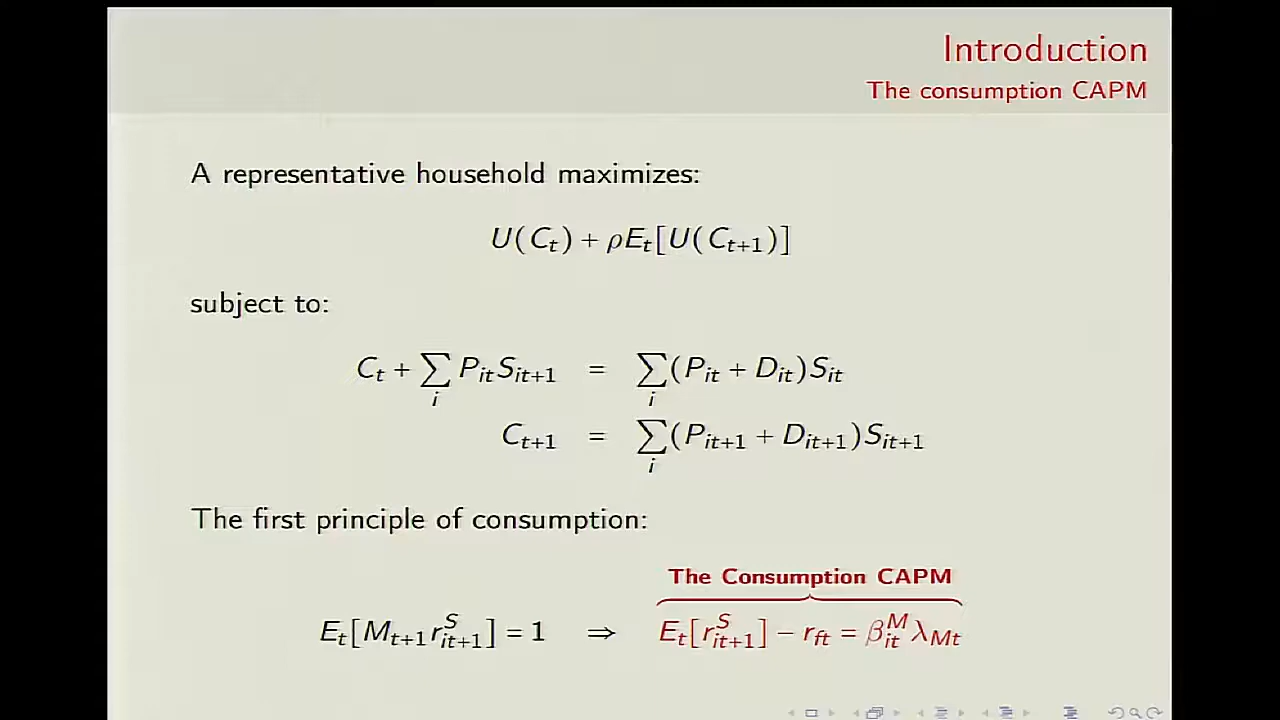 Introduction
The consumption CAPM
A representative household maximizes:
U(C_t) + ρE_t[U(C_{t+1})]
subject to:
C_t + ∑_i P_{it}S_{it+1} = ∑_i (P_{it} + D_{it})S_{it}
C_{t+1} = ∑_i (P_{it+1} + D_{it+1})S_{it+1}
The first principle of consumption:
The Consumption CAPM
E_t[M_{t+1}r^S_{it+1}] = 1 ⇒ E_t[r^S_{it+1}] − r_{ft} = β^M_{it}λ_{Mt}